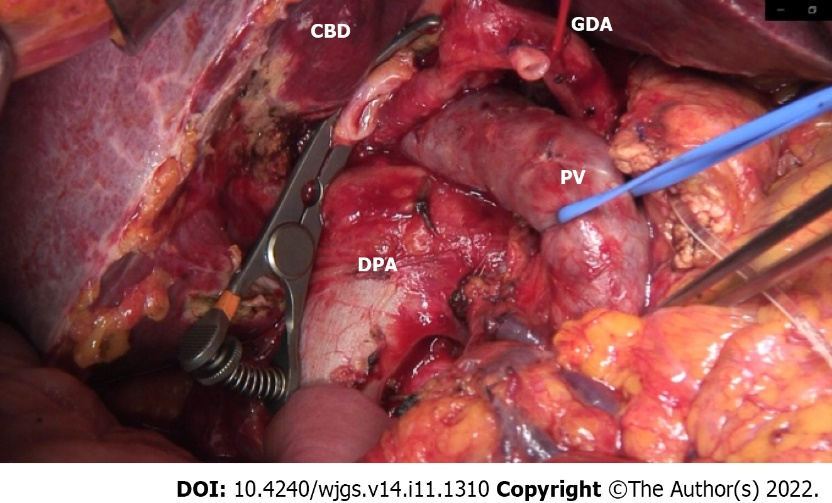 GDA
CBD
PV
DPA
DOI: 10.4240/wjgs.v14.i11.1310 Copyright ©The Author(s) 2022.